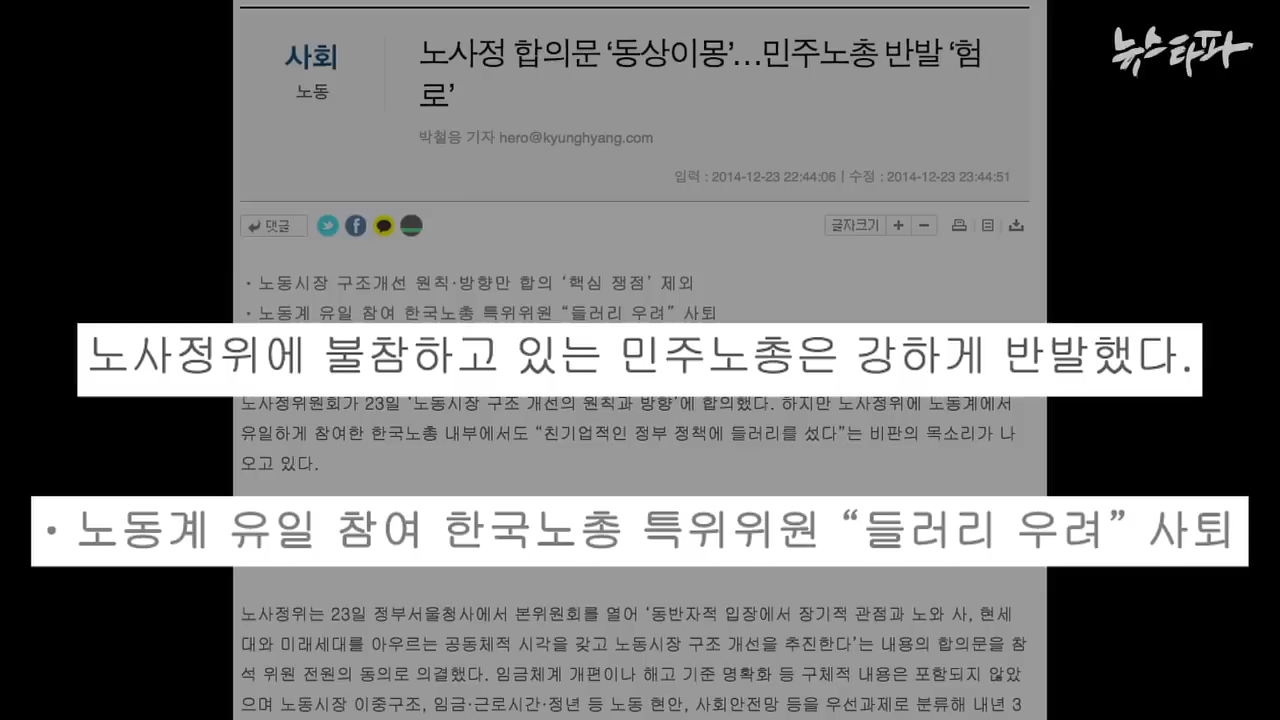 뉴스타파
사회
노동
노사정 합의문 ‘동상이몽’…민주노총 반발 ‘험
로’
박철응 기자 hero@kyunghyang.com
입력 : 2014-12-23 22:44:06 | 수정 : 2014-12-23 23:44:51
댓글
글자크기 + -
· 노동시장 구조개선 원칙·방향만 합의 ‘핵심 쟁점’ 제외
· 노동계 유일 참여 한국노총 특위위원 “들러리 우려” 사퇴
노사정위에 불참하고 있는 민주노총은 강하게 반발했다.
노사정위원회가 23일 ‘노동시장 구조 개선의 원칙과 방향’에 합의했다. 하지만 노사정위에 노동계에서
유일하게 참여한 한국노총 내부에서도 “친기업적인 정부 정책에 들러리를 섰다”는 비판의 목소리가 나
오고 있다.
· 노동계 유일 참여 한국노총 특위위원 “들러리 우려” 사퇴
노사정위는 23일 정부서울청사에서 본위원회를 열어 ‘동반자적 입장에서 장기적 관점과 노와 사, 현세
대와 미래세대를 아우르는 공동체적 시각을 갖고 노동시장 구조 개선을 추진한다’는 내용의 합의문을 참
석 위원 전원의 동의로 의결했다. 임금체계 개편이나 해고 기준 명확화 등 구체적 내용은 포함되지 않았
으며 노동시장 이중구조, 임금·근로시간·정년 등 노동 현안, 사회안전망 등을 우선과제로 분류해 내년 3